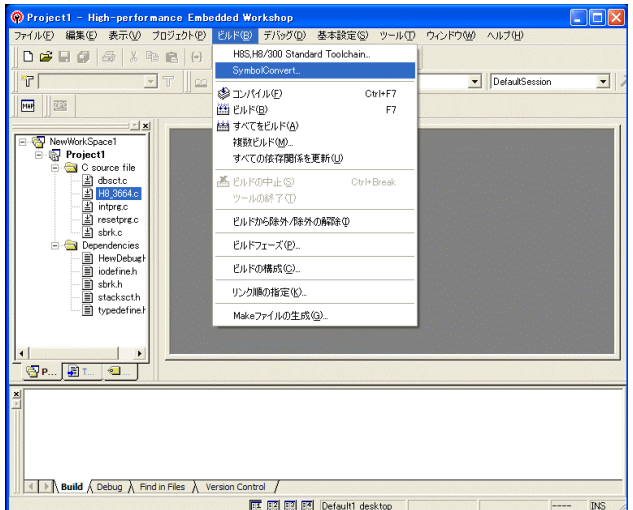 Project1 - High-performance Embedded Workshop
ファイル(F) 編集(E) 表示(V) プロジェクト(P) ビルド(B) デバッグ(D) 基本設定(S) ツール(T) ウィンドウ(W) ヘルプ(H)
H8S,H8/300 Standard Toolchain...
SymbolConvert...
DefaultSession
コンパイル(F) Ctrl+F7
ビルド(B) F7
すべてをビルド(A)
複数ビルド(M)...
すべての依存関係を更新(U)
ビルドの中止(S) Ctrl+Break
ツールの終了(T)
ビルドから除外/除外の解除(I)
ビルドフェーズ(P)...
ビルドの構成(C)...
リンク順の指定(K)...
Makeファイルの生成(G)...
NewWorkSpace1
Project1
C source file
dbsct.c
H8_3664.c
intprg.c
resetprg.c
sbrk.c
Dependencies
HewDebugH
iodefine.h
sbrk.h
stacksct.h
typedefine.h
P... T... ...
Build Debug Find in Files Version Control
Default1 desktop ---- INS